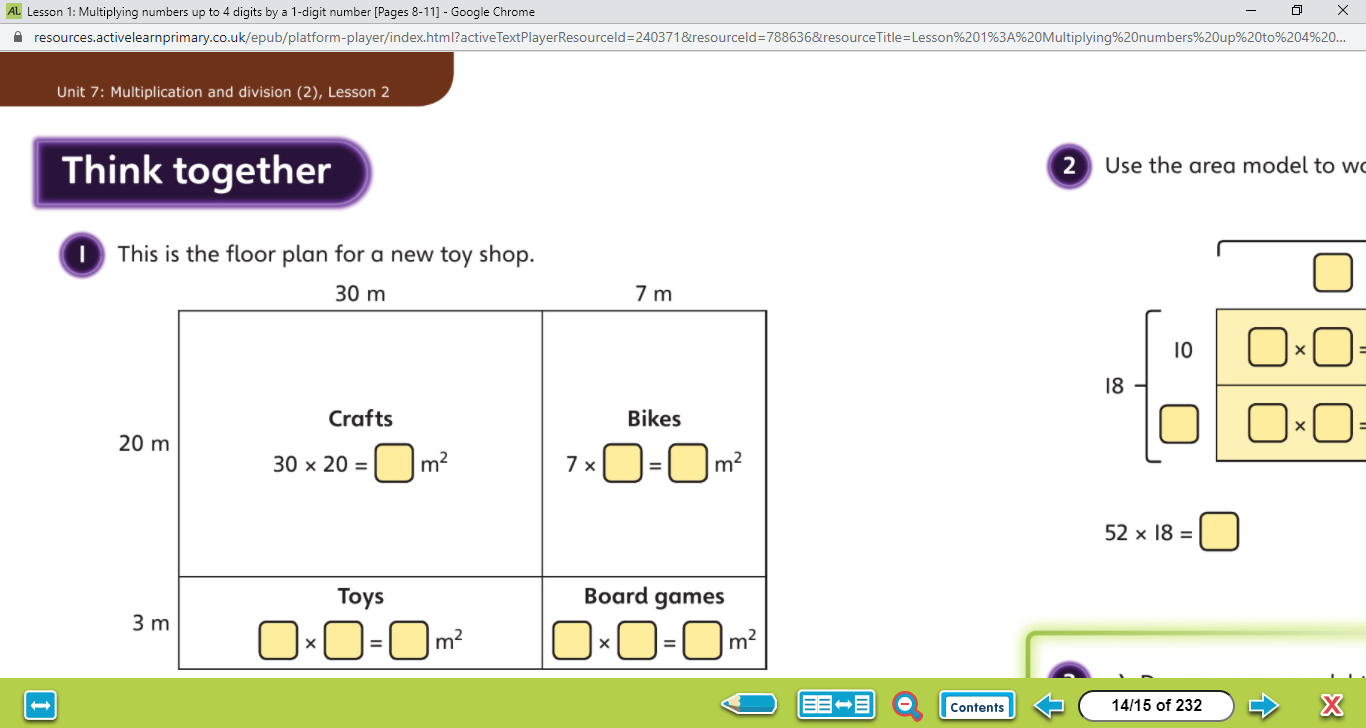 Lesson 1: Multiplying numbers up to 4 digits by a 1-digit number [Pages 8-11] - Google Chrome
resources.activelearnprimary.co.uk/epub/platform-player/index.html?activeTextPlayerResourceId=240371&resourceId=788636&resourceTitle=Lesson%201%3A%20Multiplying%20numbers%20up%20to%204%20...
Unit 7: Multiplication and division (2), Lesson 2
Think together
1 This is the floor plan for a new toy shop.
30 m 7 m
20 m
Crafts
30 × 20 = m²
Bikes
7 × = m²
3 m
Toys
× = m²
Board games
× = m²
2 Use the area model to
18
10
× =
× =
52 × 18 =
Contents
14/15 of 232